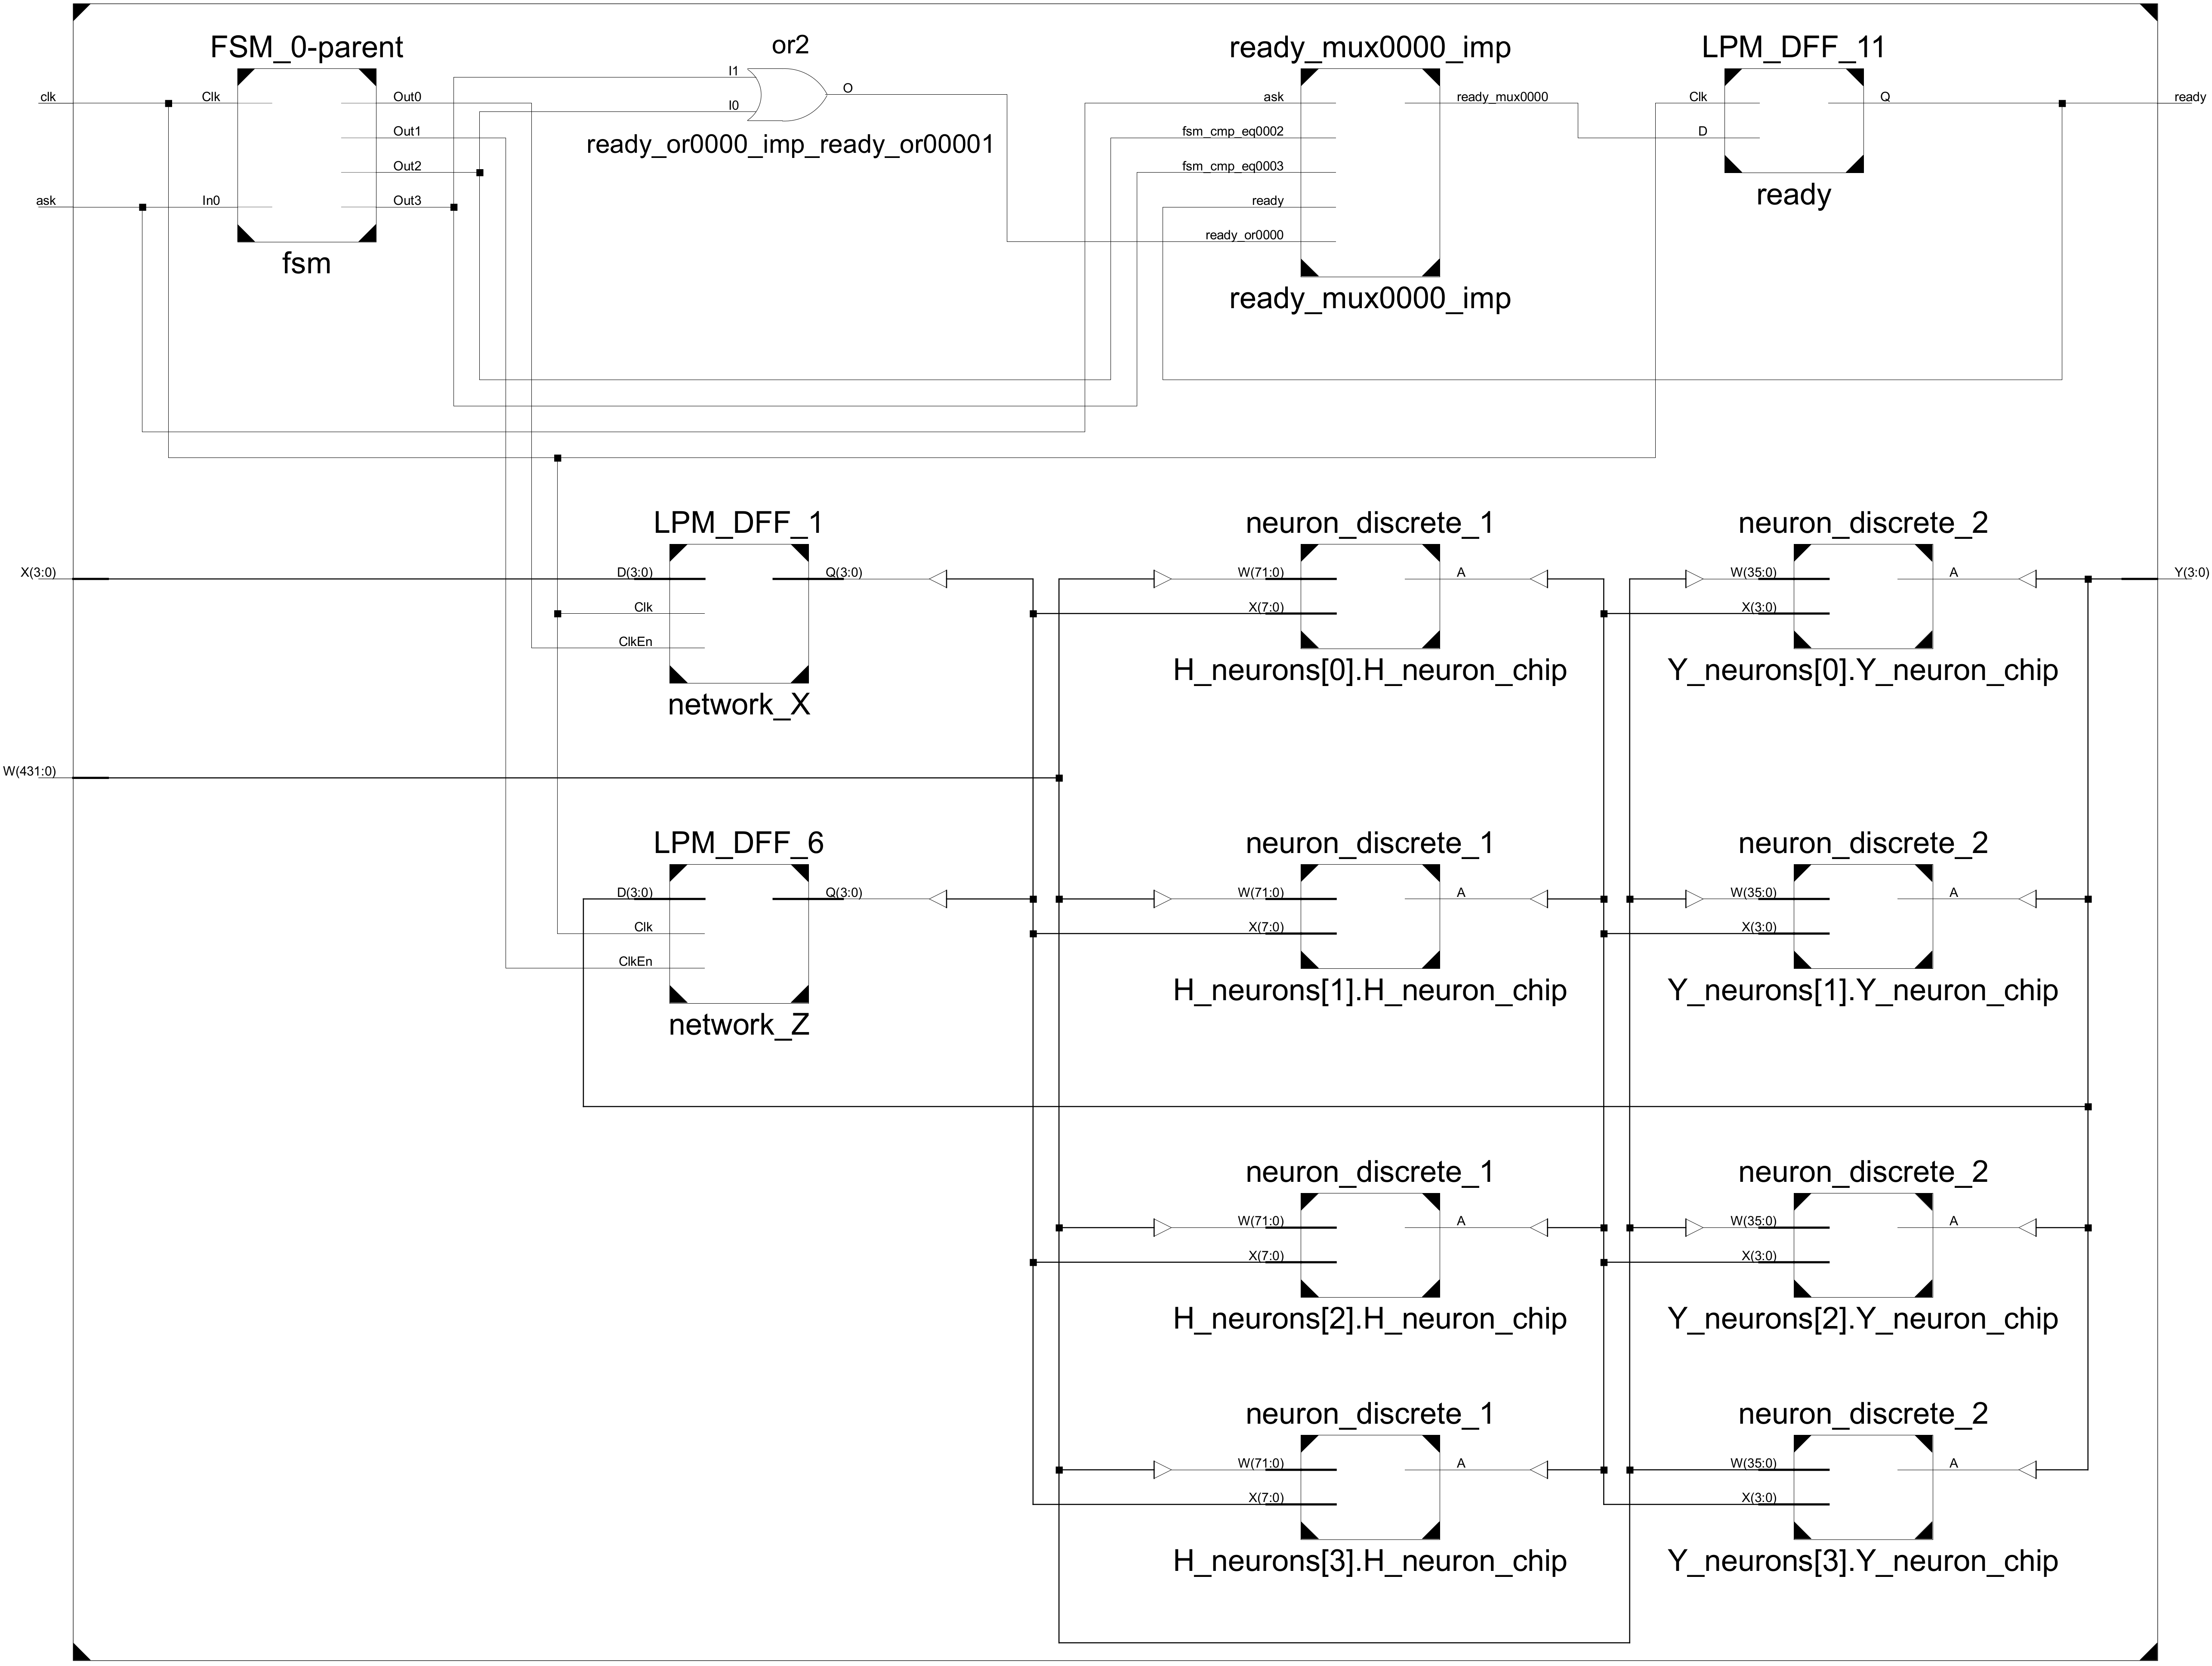 FSM_0-parent
or2
ready_mux0000_imp
LPM_DFF_11
clk
Clk
Out0
I1
O
I0
ask
ready_mux0000
Clk
Q
ready
Out1
ready_or0000_imp_ready_or00001
fsm_cmp_eq0002
D
Out2
fsm_cmp_eq0003
ask
In0
Out3
ready
ready
ready_or0000
fsm
ready_mux0000_imp
LPM_DFF_1
neuron_discrete_1
neuron_discrete_2
X(3:0)
D(3:0)
Q(3:0)
W(71:0)
A
W(35:0)
A
Y(3:0)
Clk
X(7:0)
X(3:0)
ClkEn
H_neurons[0].H_neuron_chip
Y_neurons[0].Y_neuron_chip
network_X
W(431:0)
LPM_DFF_6
neuron_discrete_1
neuron_discrete_2
D(3:0)
Q(3:0)
W(71:0)
A
W(35:0)
A
Clk
X(7:0)
X(3:0)
ClkEn
H_neurons[1].H_neuron_chip
Y_neurons[1].Y_neuron_chip
network_Z
neuron_discrete_1
neuron_discrete_2
W(71:0)
A
W(35:0)
A
X(7:0)
X(3:0)
H_neurons[2].H_neuron_chip
Y_neurons[2].Y_neuron_chip
neuron_discrete_1
neuron_discrete_2
W(71:0)
A
W(35:0)
A
X(7:0)
X(3:0)
H_neurons[3].H_neuron_chip
Y_neurons[3].Y_neuron_chip